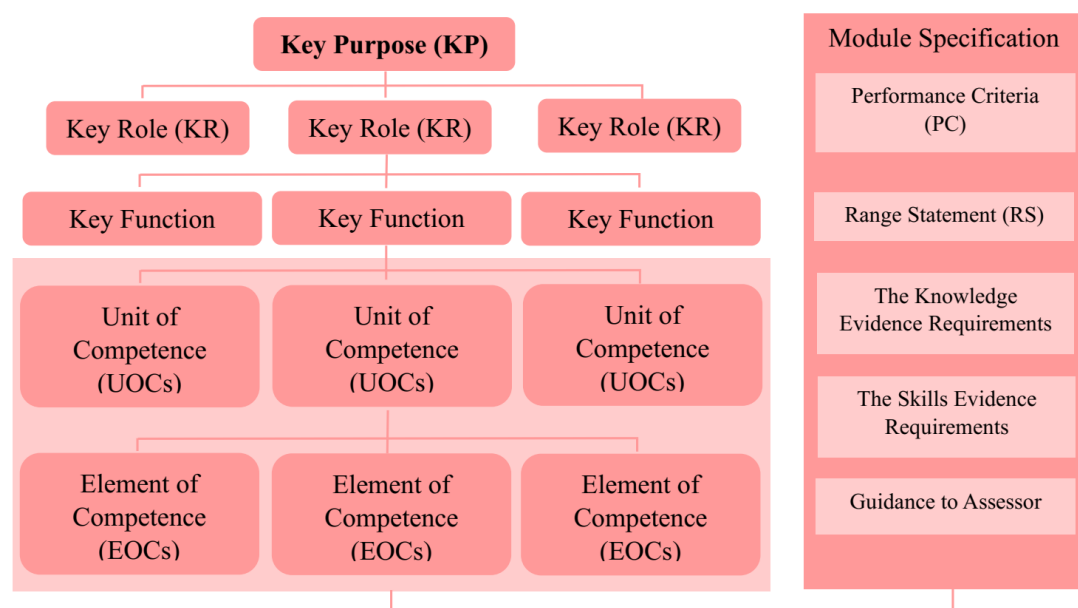 Key Purpose (KP)
Key Role (KR)
Key Role (KR)
Key Role (KR)
Key Function
Key Function
Key Function
Unit of
Competence
(UOCs)
Unit of
Competence
(UOCs)
Unit of
Competence
(UOCs)
Element of
Competence
(EOCs)
Element of
Competence
(EOCs)
Element of
Competence
(EOCs)
Module Specification
Performance Criteria
(PC)
Range Statement (RS)
The Knowledge
Evidence Requirements
The Skills Evidence
Requirements
Guidance to Assessor